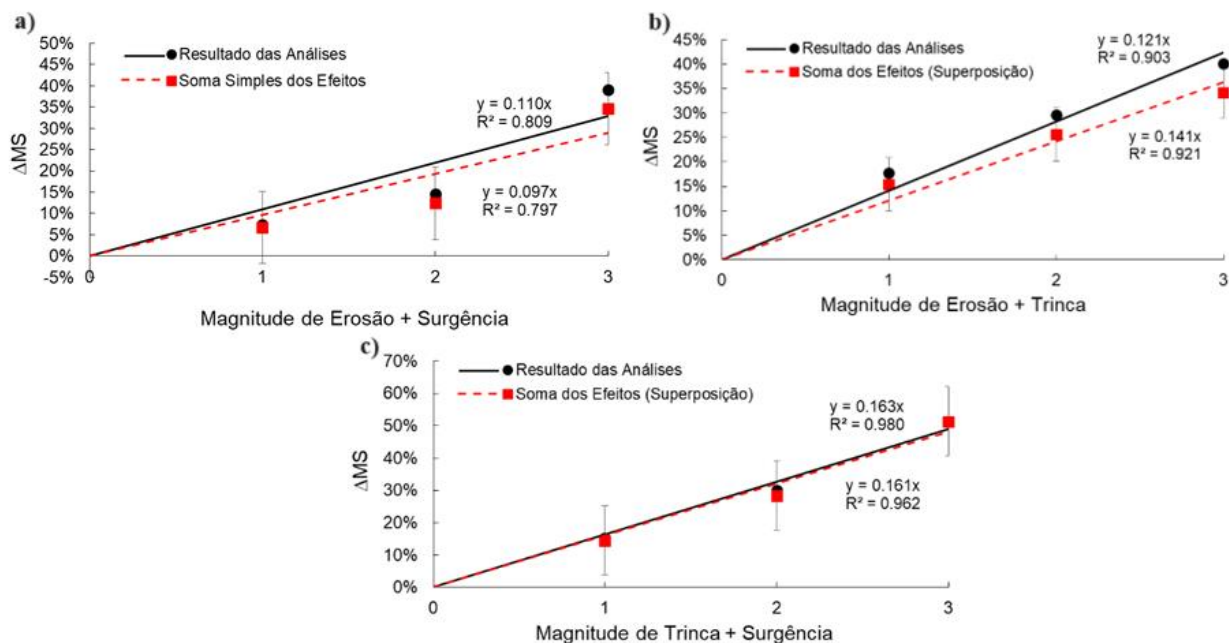 a)
50%
45%
40%
35%
30%
25%
20%
15%
10%
5%
0%
-5%
ΔMS
Resultado das Análises
Soma Simples dos Efeitos
y = 0.110x
R² = 0.809
y = 0.097x
R² = 0.797
0 1 2 3
Magnitude de Erosão + Surgência
b)
45%
40%
35%
30%
25%
20%
15%
10%
5%
0%
ΔMS
Resultado das Análises
Soma dos Efeitos (Superposição)
y = 0.121x
R² = 0.903
y = 0.141x
R² = 0.921
0 1 2 3
Magnitude de Erosão + Trinca
c)
70%
60%
50%
40%
30%
20%
10%
0%
ΔMS
Resultado das Análises
Soma dos Efeitos (Superposição)
y = 0.163x
R² = 0.980
y = 0.161x
R² = 0.962
0 1 2 3
Magnitude de Trinca + Surgência